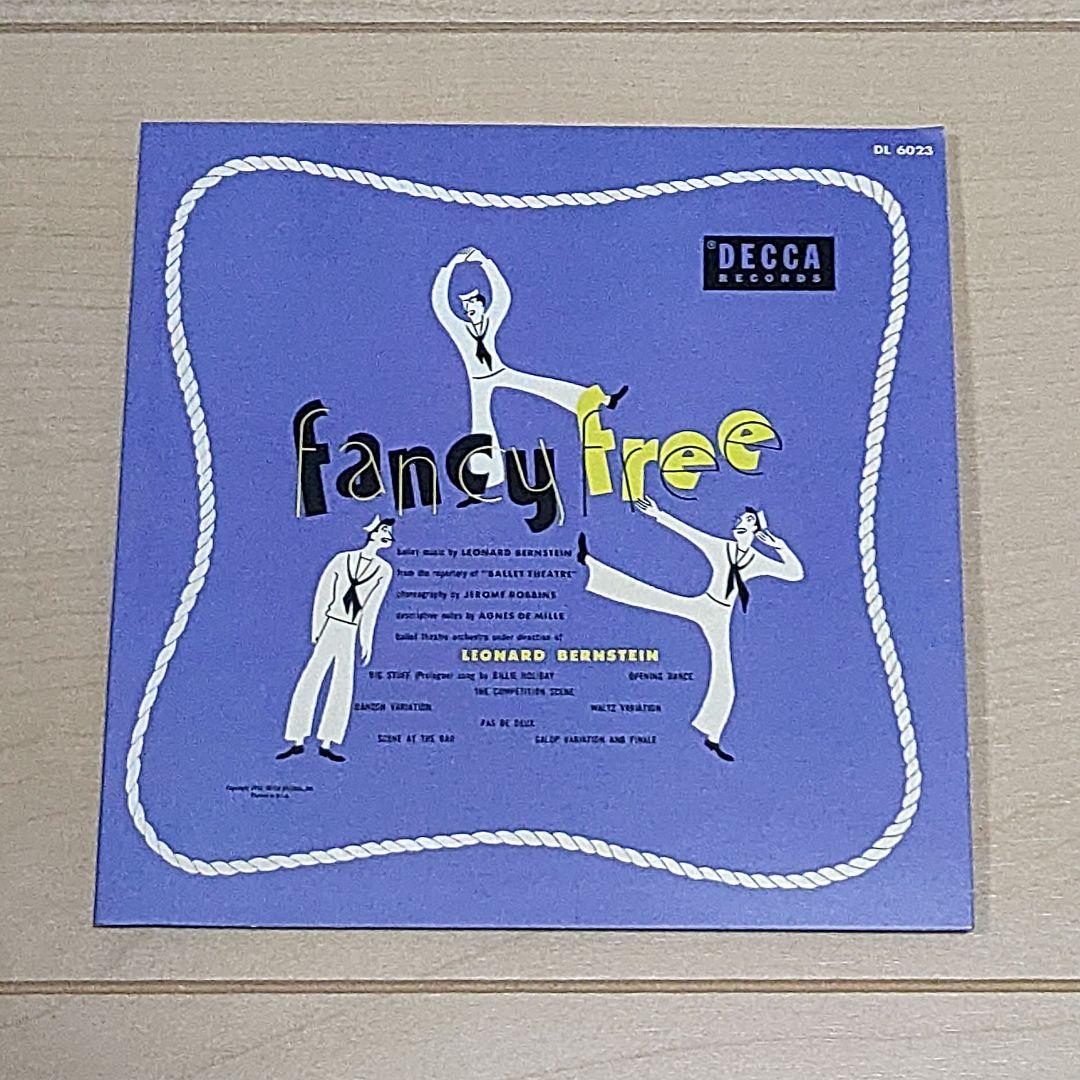 DL 6023
DECCA
RECORDS
fancy free
ballet music by LEONARD BERNSTEIN
from the repertory of "BALLET THEATRE"
choreography by JEROME ROBBINS
descriptive notes by AGNES DE MILLE
ballet theatre orchestra under direction of
LEONARD BERNSTEIN
BIG STUFF (Prologue) sung by BILLIE HOLIDAY OPENING DANCE
THE COMPETITION SCENE
DANZON VARIATION WALTZ VARIATION
PAS DE DEUX
SCENE AT THE BAR GALOP VARIATION AND FINALE
Printed in U.S.A.